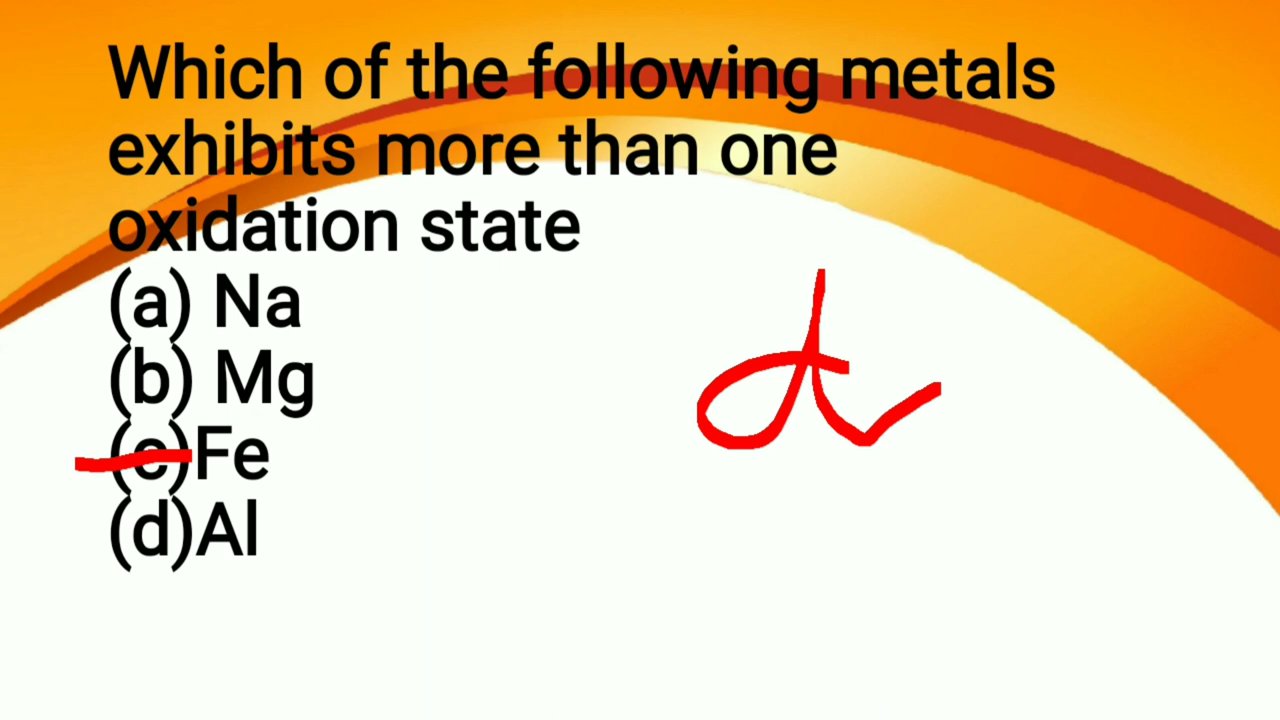 Which of the following metals
exhibits more than one
oxidation state
(a) Na
(b) Mg
(c)Fe
(d)Al
d